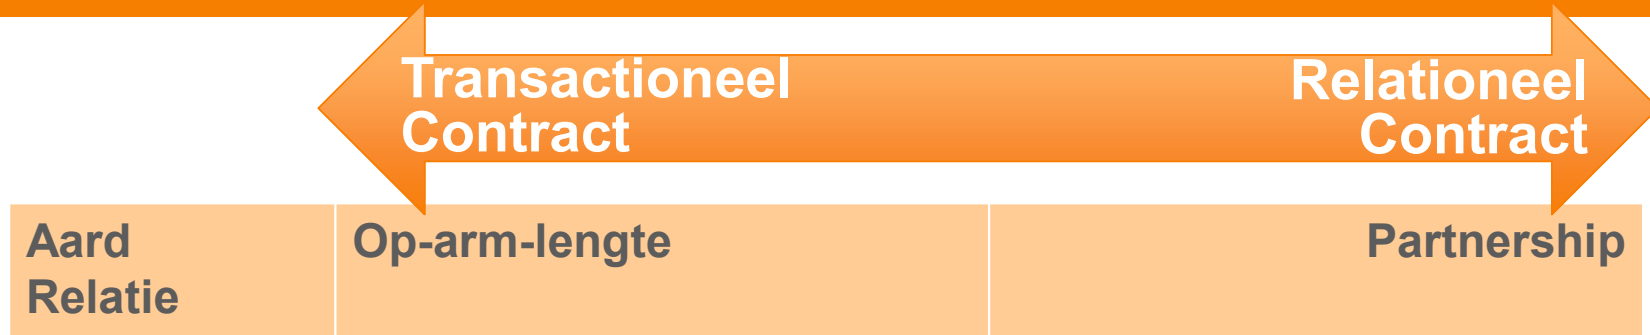 Transactioneel
Contract
Relationeel
Contract
Aard
Relatie
Op-arm-lengte
Partnership